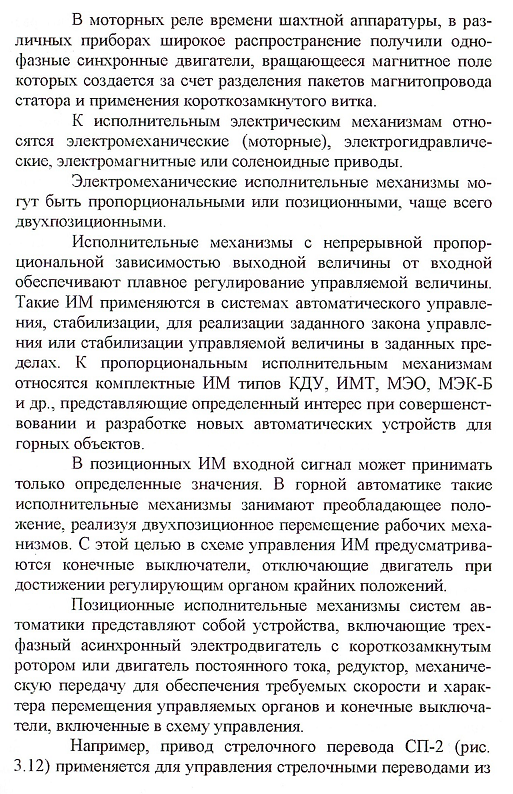 В моторных реле времени шахтной аппаратуры, в раз-
личных приборах широкое распространение получили одно-
фазные синхронные двигатели, вращающееся магнитное поле
которых создается за счет разделения пакетов магнитопровода
статора и применения короткозамкнутого витка.
К исполнительным электрическим механизмам отно-
сятся электромеханические (моторные), электрогидравличе-
ские, электромагнитные или соленоидные приводы.
Электромеханические исполнительные механизмы мо-
гут быть пропорциональными или позиционными, чаще всего
двухпозиционными.
Исполнительные механизмы с непрерывной пропор-
циональной зависимостью выходной величины от входной
обеспечивают плавное регулирование управляемой величины.
Такие ИМ применяются в системах автоматического управле-
ния, стабилизации, для реализации заданного закона управле-
ния или стабилизации управляемой величины в заданных пре-
делах. К пропорциональным исполнительным механизмам
относятся комплектные ИМ типов КДУ, ИМТ, МЭО, МЭК-Б
и др., представляющие определенный интерес при совершенст-
вовании и разработке новых автоматических устройств для
горных объектов.
В позиционных ИМ входной сигнал может принимать
только определенные значения. В горной автоматике такие
исполнительные механизмы занимают преобладающее поло-
жение, реализуя двухпозиционное перемещение рабочих меха-
низмов. С этой целью в схеме управления ИМ предусматрива-
ются конечные выключатели, отключающие двигатель при
достижении регулирующим органом крайних положений.
Позиционные исполнительные механизмы систем ав-
томатики представляют собой устройства, включающие трех-
фазный асинхронный электродвигатель с короткозамкнутым
ротором или двигатель постоянного тока, редуктор, механиче-
скую передачу для обеспечения требуемых скорости и харак-
тера перемещения управляемых органов и конечные выключа-
тели, включенные в схему управления.
Например, привод стрелочного перевода СП-2 (рис.
3.12) применяется для управления стрелочными переводами из